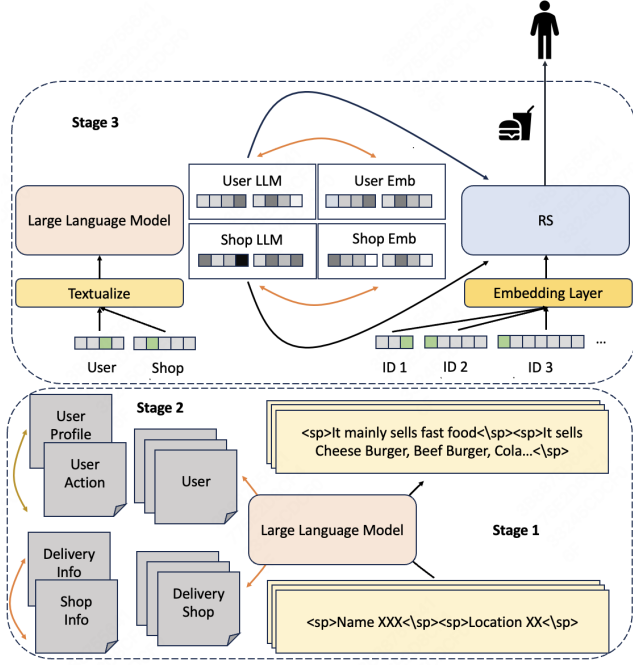 Stage 3
User LLM
User Emb
Large Language Model
RS
Shop LLM
Shop Emb
Textualize
Embedding Layer
User
Shop
ID 1
ID 2
ID 3
...
Stage 2
User
Profile
User
Action
User
<sp>It mainly sells fast food<\sp><sp>It sells
Cheese Burger, Beef Burger, Cola...<\sp>
Large Language Model
Stage 1
Delivery
Info
Shop
Info
Delivery
Shop
<sp>Name XXX<\sp><sp>Location XX<\sp>